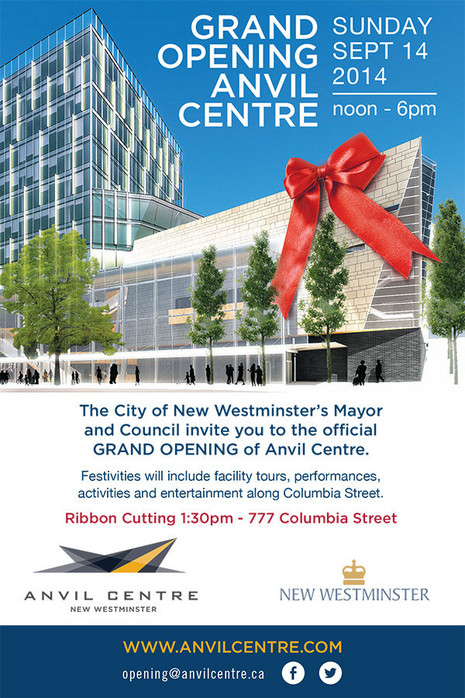 GRAND
OPENING
ANVIL
CENTRE
SUNDAY
SEPT 14
2014
noon - 6pm
The City of New Westminster's Mayor
and Council invite you to the official
GRAND OPENING of Anvil Centre.
Festivities will include facility tours, performances,
activities and entertainment along Columbia Street.
Ribbon Cutting 1:30pm - 777 Columbia Street
ANVIL CENTRE
NEW WESTMINSTER
NEW WESTMINSTER
WWW.ANVILCENTRE.COM
opening@anvilcentre.ca